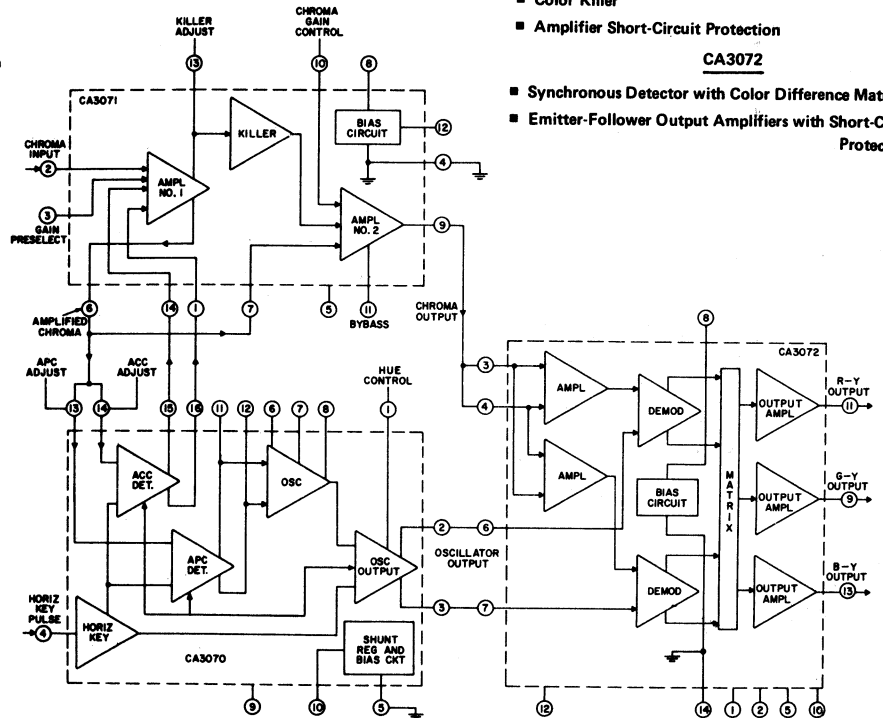 ■ Color Killer
■ Amplifier Short-Circuit Protection
CA3072
■ Synchronous Detector with Color Difference Mat
■ Emitter-Follower Output Amplifiers with Short-C
Protec
KILLER
ADJUST
CHROMA
GAIN
CONTROL
13
10
8
CA3071
KILLER
BIAS
CIRCUIT
12
CHROMA
INPUT
2
4
AMPL
NO. 1
3
GAIN
PRESELECT
AMPL
NO. 2
9
6
14
1
7
5
11
BYPASS
AMPLIFIED
CHROMA
CHROMA
OUTPUT
APC
ADJUST
ACC
ADJUST
HUE
CONTROL
13
14
15
16
11
12
6
7
8
1
ACC
DET.
OSC
APC
DET.
OSC
OUTPUT
2
6
OSCILLATOR
OUTPUT
3
7
HORIZ
KEY
PULSE
4
HORIZ
KEY
SHUNT
REG AND
BIAS CKT
CA3070
9
10
5
8
CA3072
3
4
AMPL
AMPL
DEMOD
BIAS
CIRCUIT
DEMOD
MATRIX
OUTPUT
AMPL
R-Y
OUTPUT
11
OUTPUT
AMPL
G-Y
OUTPUT
9
OUTPUT
AMPL
B-Y
OUTPUT
13
12
14
1
2
5
10